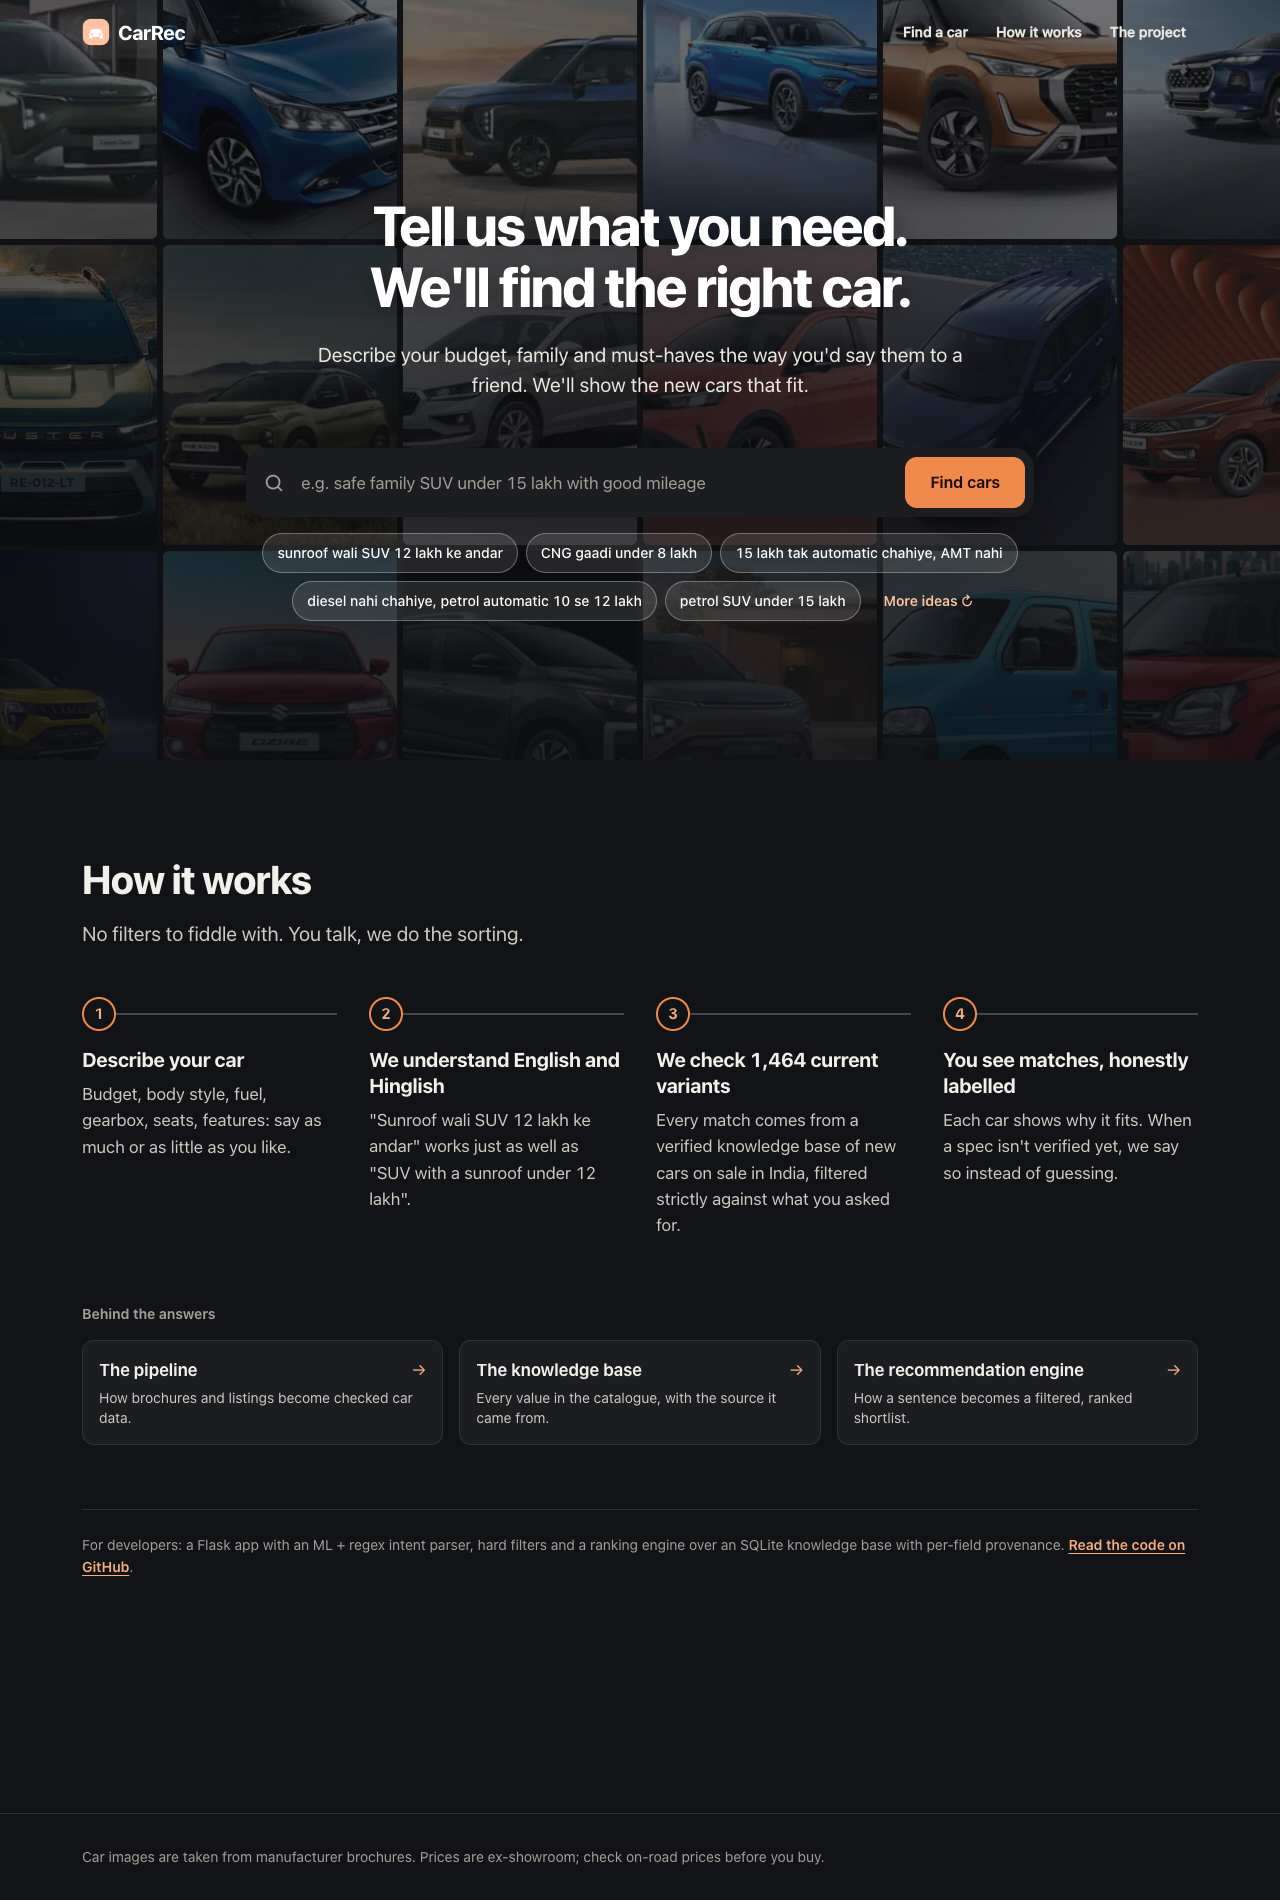 CarRec
Find a car
How it works
The project
Tell us what you need.
We'll find the right car.
Describe your budget, family and must-haves the way you'd say them to a
friend. We'll show the new cars that fit.
e.g. safe family SUV under 15 lakh with good mileage
Find cars
sunroof wali SUV 12 lakh ke andar
CNG gaadi under 8 lakh
15 lakh tak automatic chahiye, AMT nahi
USTER
RE-012-LT
diesel nahi chahiye, petrol automatic 10 se 12 lakh
petrol SUV under 15 lakh
More ideas ↻
DZIRE
How it works
No filters to fiddle with. You talk, we do the sorting.
1
Describe your car
Budget, body style, fuel,
gearbox, seats, features: say as
much or as little as you like.
2
We understand English and
Hinglish
"Sunroof wali SUV 12 lakh ke
andar" works just as well as
"SUV with a sunroof under 12
lakh".
3
We check 1,464 current
variants
Every match comes from a
verified knowledge base of new
cars on sale in India, filtered
strictly against what you asked
for.
4
You see matches, honestly
labelled
Each car shows why it fits. When
a spec isn't verified yet, we say
so instead of guessing.
Behind the answers
The pipeline →
How brochures and listings become checked car
data.
The knowledge base →
Every value in the catalogue, with the source it
came from.
The recommendation engine →
How a sentence becomes a filtered, ranked
shortlist.
For developers: a Flask app with an ML + regex intent parser, hard filters and a ranking engine over an SQLite knowledge base with per-field provenance. Read the code on
GitHub.
Car images are taken from manufacturer brochures. Prices are ex-showroom; check on-road prices before you buy.